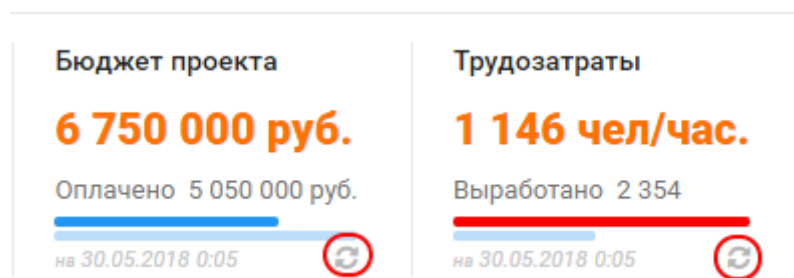 Бюджет проекта
6 750 000 руб.
Оплачено 5 050 000 руб.
на 30.05.2018 0:05
Трудозатраты
1 146 чел/час.
Выработано 2 354
на 30.05.2018 0:05